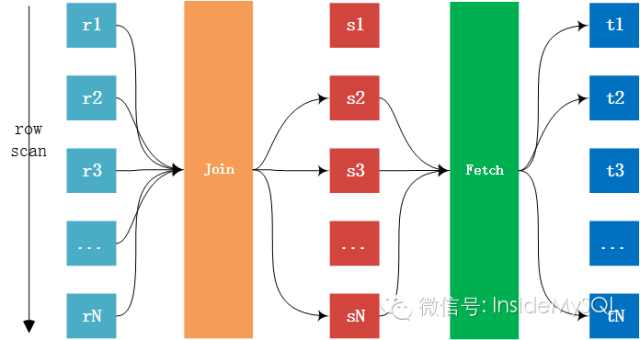 r1
s1
t1
r2
s2
t2
row
scan
r3
Join
s3
Fetch
t3
...
...
...
rN
sN
tN
微信号: InsideMySQL